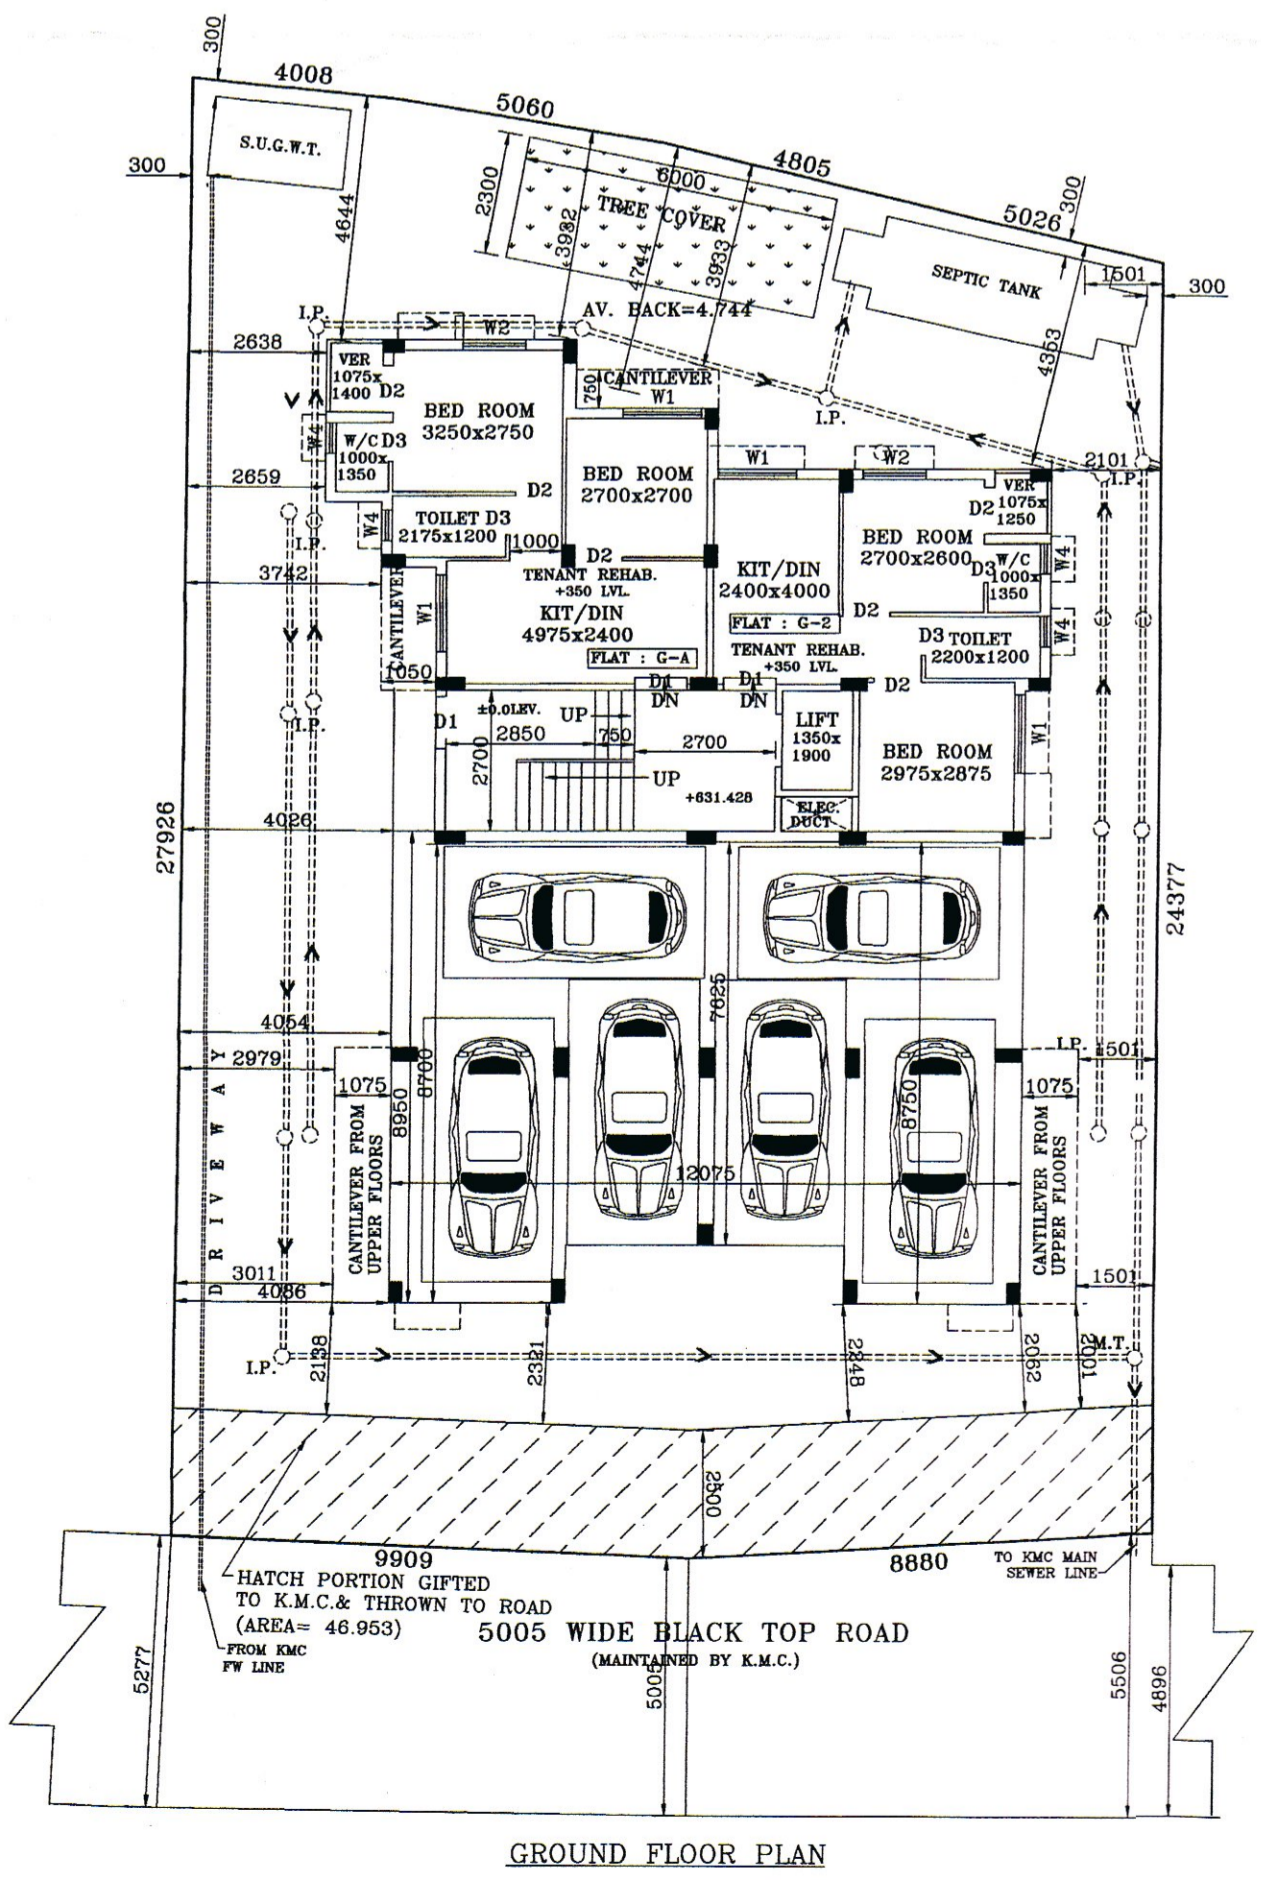 300
4008
5060
S.U.G.W.T.
4805
300
6000
2300
TREE COVER
300
5026
4644
3982
4744
3933
SEPTIC TANK
1501
300
I.P.
AV. BACK=4.744
W2
4353
2638
VER
1075x
1400
D2
750
CANTILEVER
W1
BED ROOM
3250x2750
I.P.
W4
W/C
D3
1000x
1350
W1
W2
2101
I.P.
2659
BED ROOM
2700x2700
D2
VER
1075x
1250
D2
W4
TOILET
D3
2175x1200
1000
I.P.
BED ROOM
2700x2600
D3
W/C
1000x
1350
W4
3742
D2
TENANT REHAB.
+350 LVL.
KIT/DIN
2400x4000
CANTILEVER
W1
KIT/DIN
4975x2400
FLAT : G-2
D2
D3
TOILET
2200x1200
W4
FLAT : G-A
TENANT REHAB.
+350 LVL.
1050
D1
DN
D1
DN
D2
I.P.
D1
±0.0LEV.
UP
2850
750
2700
2700
UP
+631.428
LIFT
1350x
1900
BED ROOM
2975x2875
W1
ELEC.
DUCT
27926
4026
24377
7625
4054
2979
DRIVEWAY
1075
8950
8700
8750
I.P.
1501
1075
CANTILEVER FROM
UPPER FLOORS
12075
CANTILEVER FROM
UPPER FLOORS
3011
4086
1501
I.P.
2138
2321
2248
2062
2001
M.T.
2500
9909
8880
TO KMC MAIN
SEWER LINE
HATCH PORTION GIFTED
TO K.M.C.& THROWN TO ROAD
(AREA= 46.953)
5005 WIDE BLACK TOP ROAD
(MAINTAINED BY K.M.C.)
FROM KMC
FW LINE
5277
5005
5506
4896
GROUND FLOOR PLAN